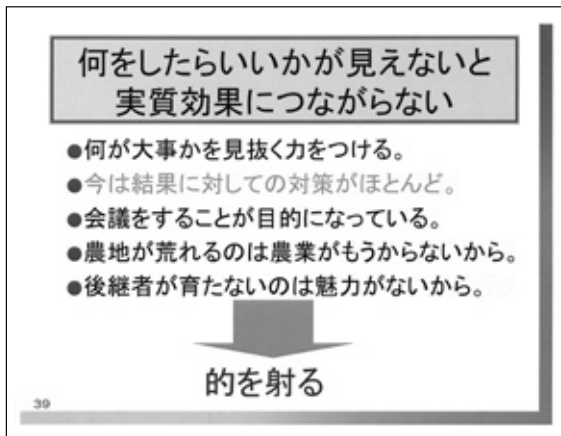 何をしたらいいかが見えないと
実質効果につながらない
●何が大事かを見抜く力をつける。
●今は結果に対しての対策がほとんど。
●会議をすることが目的になっている。
●農地が荒れるのは農業がもうからないから。
●後継者が育たないのは魅力がないから。
的を射る
39